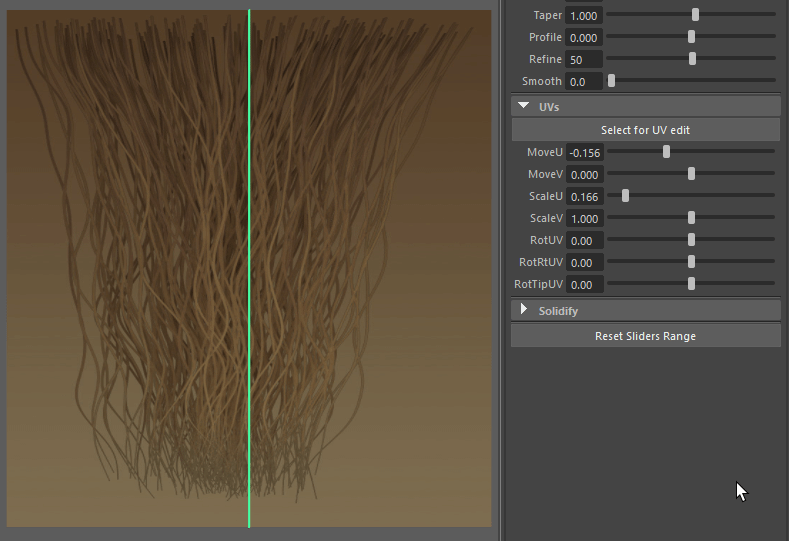 Taper 1.000
Profile 0.000
Refine 50
Smooth 0.0
UVs
Select for UV edit
MoveU -0.156
MoveV 0.000
ScaleU 0.166
ScaleV 1.000
RotUV 0.00
RotRtUV 0.00
RotTipUV 0.00
Solidify
Reset Sliders Range